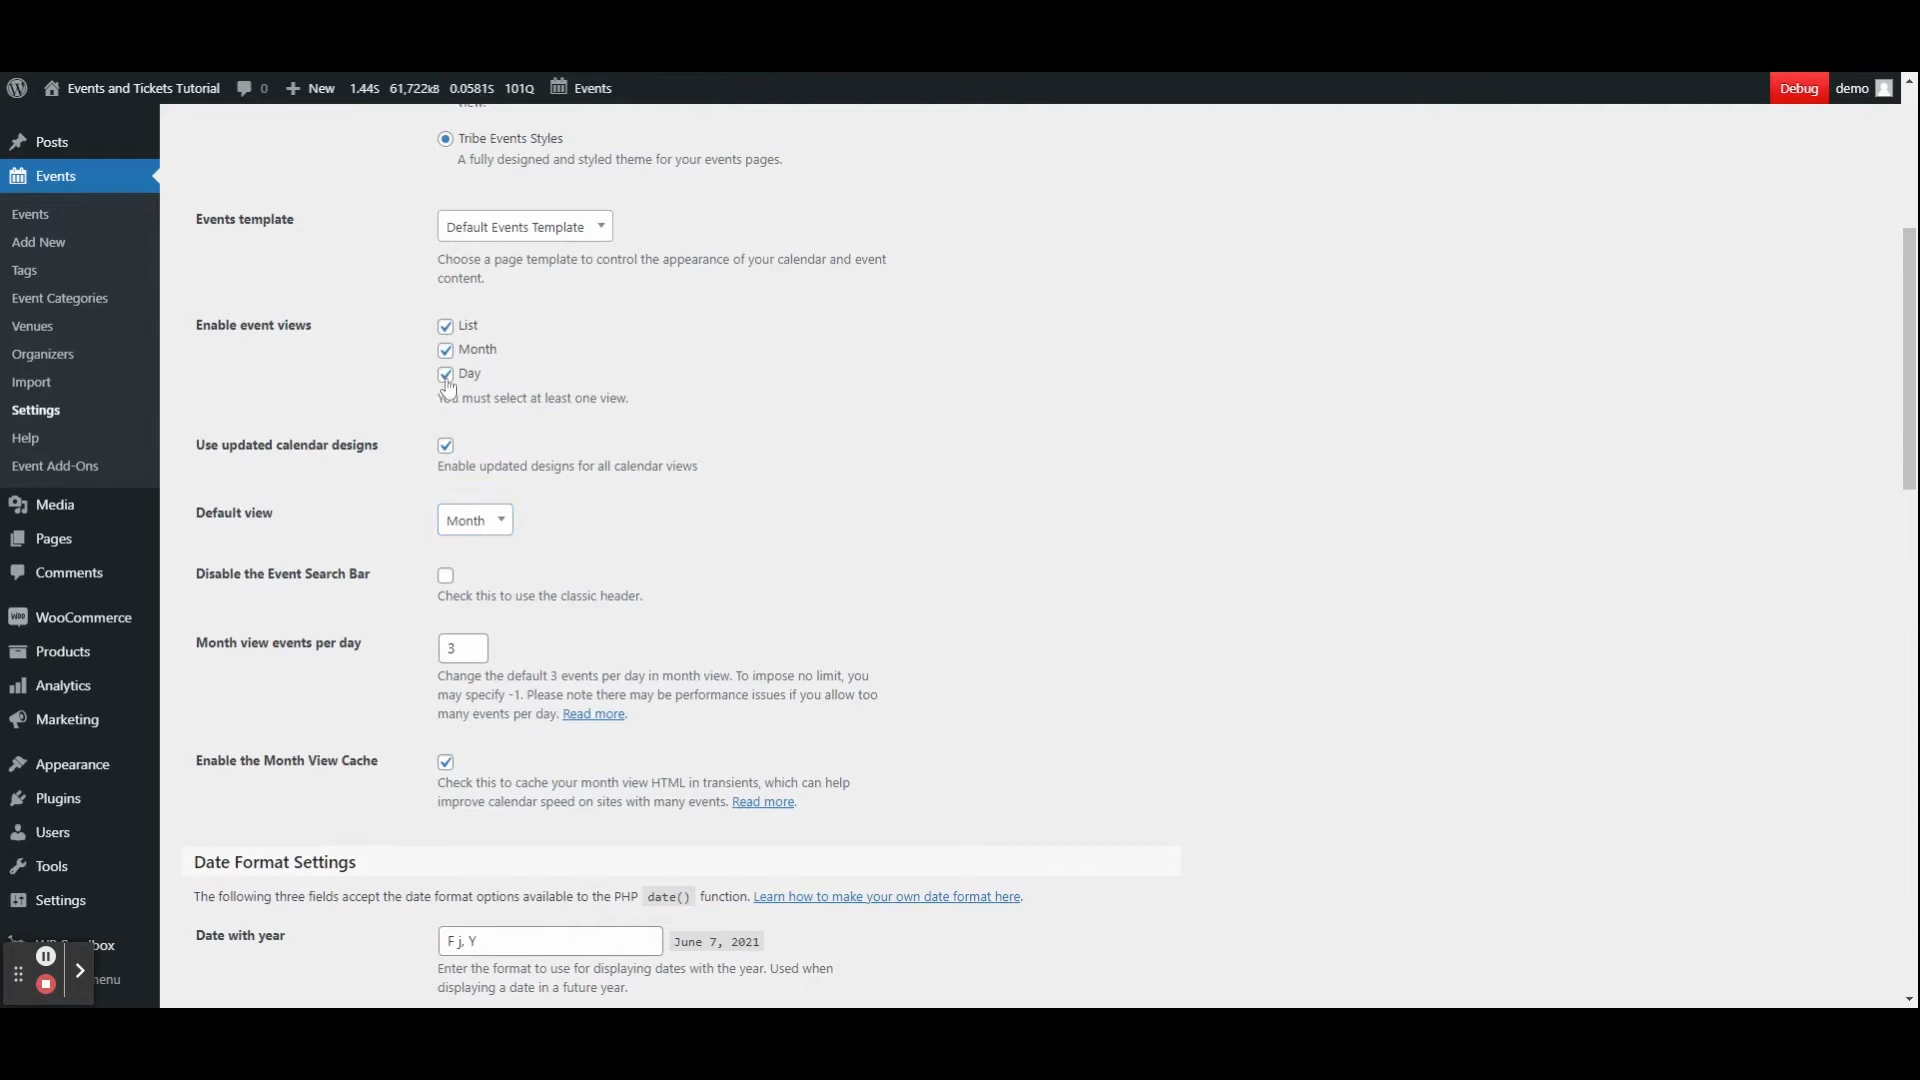 Events and Tickets Tutorial 0 New 1.44S 61,722KB 0.0581S 101Q Events Debug demo
Posts
Events
Events
Add New
Tags
Event Categories
Venues
Organizers
Import
Settings
Help
Event Add-Ons
Media
Pages
Comments
WooCommerce
Products
Analytics
Marketing
Appearance
Plugins
Users
Tools
Settings
view.
Tribe Events Styles
A fully designed and styled theme for your events pages.
Events template
Default Events Template
Choose a page template to control the appearance of your calendar and event
content.
Enable event views
List
Month
Day
You must select at least one view.
Use updated calendar designs
Enable updated designs for all calendar views
Default view
Month
Disable the Event Search Bar
Check this to use the classic header.
Month view events per day
3
Change the default 3 events per day in month view. To impose no limit, you
may specify -1. Please note there may be performance issues if you allow too
many events per day. Read more.
Enable the Month View Cache
Check this to cache your month view HTML in transients, which can help
improve calendar speed on sites with many events. Read more.
Date Format Settings
The following three fields accept the date format options available to the PHP date() function. Learn how to make your own date format here.
Date with year
F j, Y
June 7, 2021
Enter the format to use for displaying dates with the year. Used when
displaying a date in a future year.